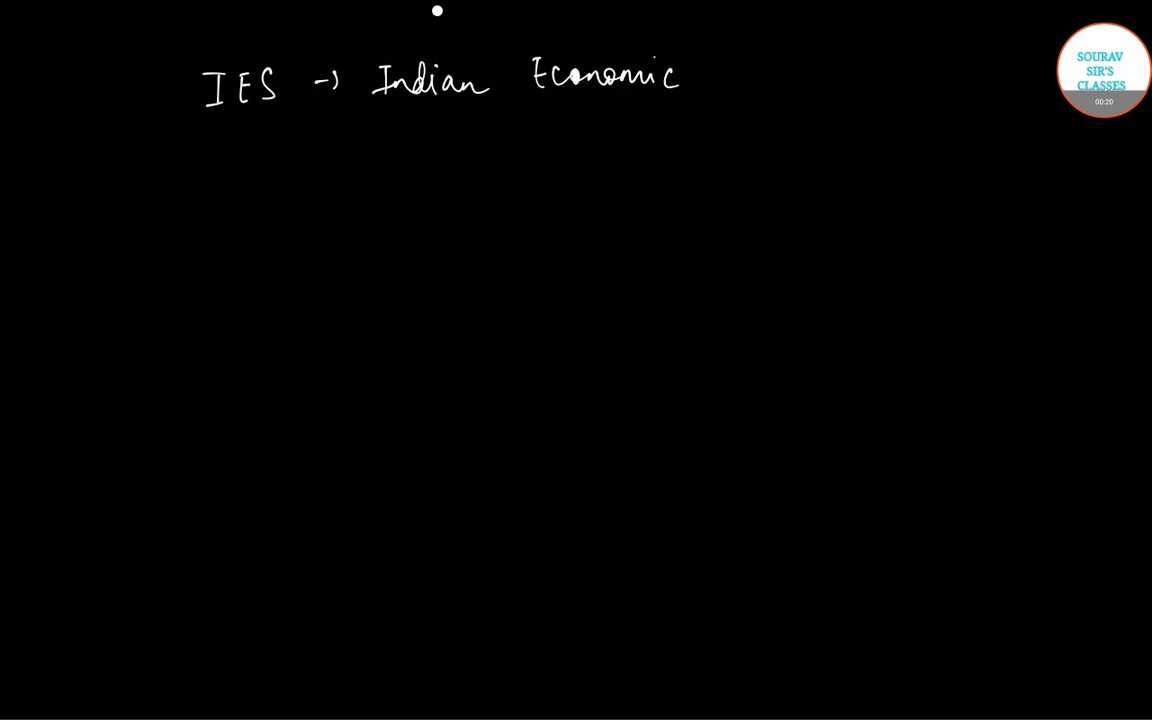 IES → Indian Economic
SOURAV
SIR'S
CLASSES
00:20